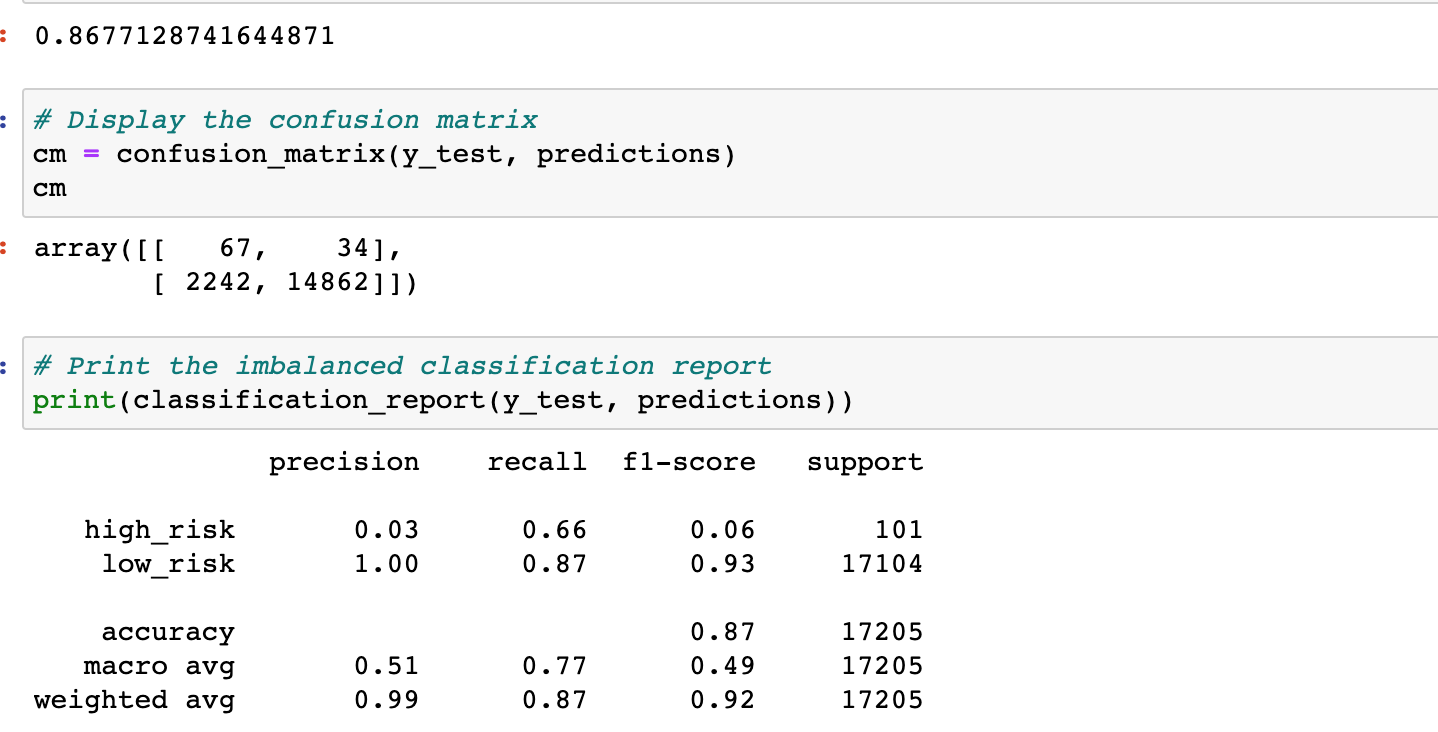 : 0.8677128741644871
: # Display the confusion matrix
cm = confusion_matrix(y_test, predictions)
cm
: array([[   67,    34],
       [ 2242, 14862]])
: # Print the imbalanced classification report
print(classification_report(y_test, predictions))
precision recall f1-score support
high_risk 0.03 0.66 0.06 101
low_risk 1.00 0.87 0.93 17104
accuracy 0.87 17205
macro avg 0.51 0.77 0.49 17205
weighted avg 0.99 0.87 0.92 17205